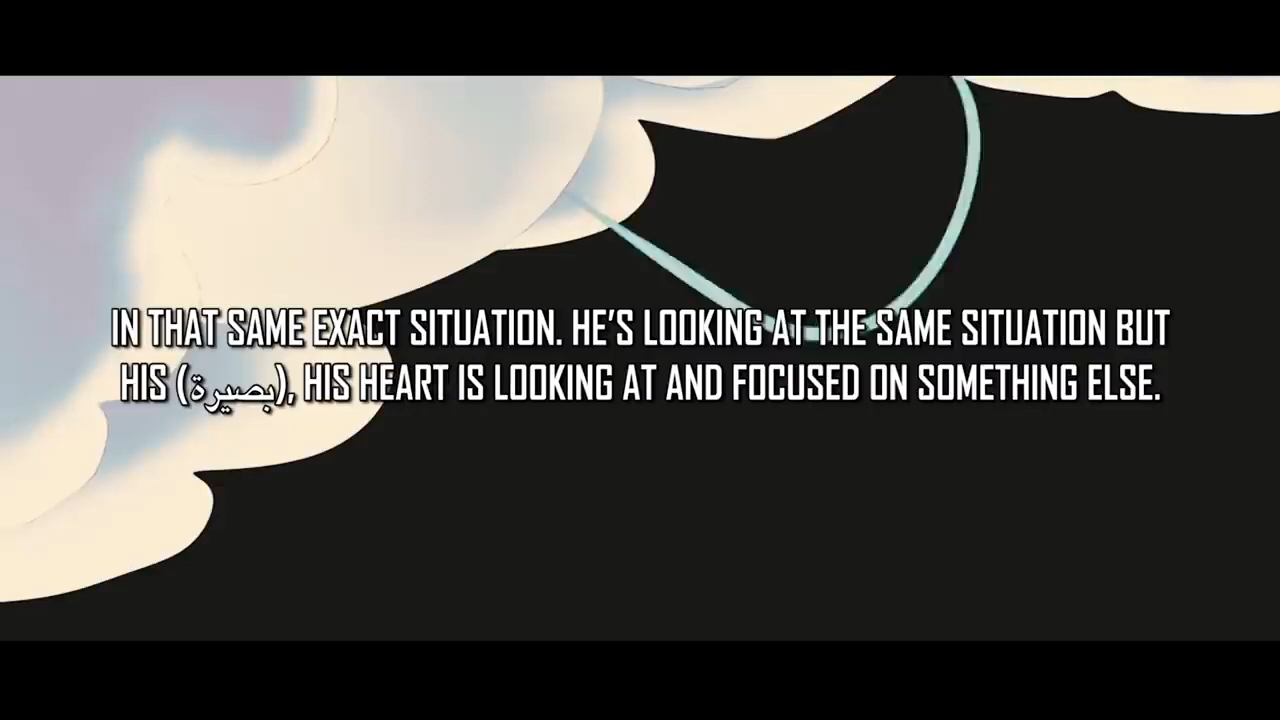 IN THAT SAME EXACT SITUATION. HE'S LOOKING AT THE SAME SITUATION BUT
HIS (بصيرة), HIS HEART IS LOOKING AT AND FOCUSED ON SOMETHING ELSE.